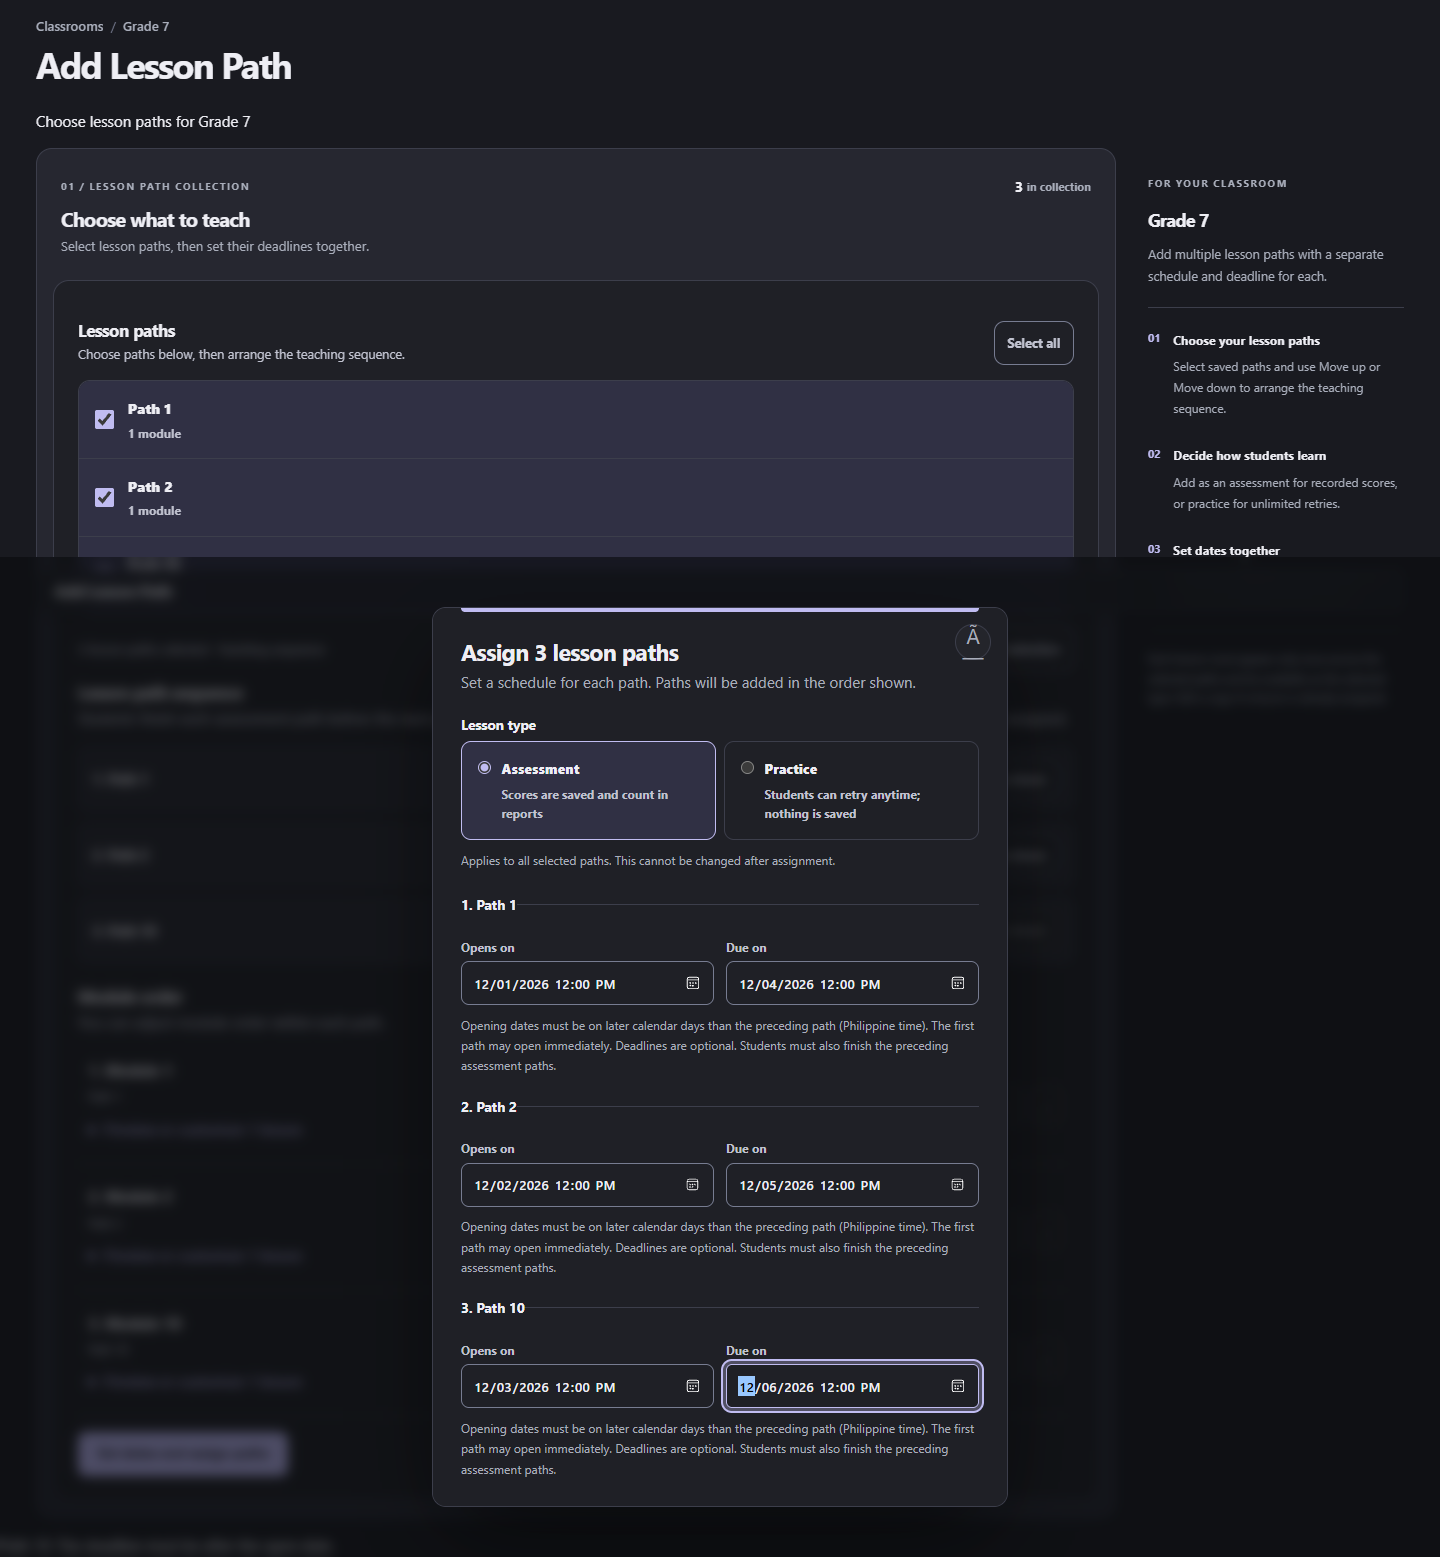 Classrooms / Grade 7
Add Lesson Path
Choose lesson paths for Grade 7
01 / LESSON PATH COLLECTION
3 in collection
Choose what to teach
Select lesson paths, then set their deadlines together.
Lesson paths
Choose paths below, then arrange the teaching sequence.
Select all
Path 1
1 module
Path 2
1 module
FOR YOUR CLASSROOM
Grade 7
Add multiple lesson paths with a separate
schedule and deadline for each.
01 Choose your lesson paths
Select saved paths and use Move up or
Move down to arrange the teaching
sequence.
02 Decide how students learn
Add as an assessment for recorded scores,
or practice for unlimited retries.
03 Set dates together
Assign 3 lesson paths
Ã
Set a schedule for each path. Paths will be added in the order shown.
Lesson type
Assessment
Scores are saved and count in
reports
Practice
Students can retry anytime;
nothing is saved
Applies to all selected paths. This cannot be changed after assignment.
1. Path 1
Opens on
Due on
12/01/2026 12:00 PM
12/04/2026 12:00 PM
Opening dates must be on later calendar days than the preceding path (Philippine time). The first
path may open immediately. Deadlines are optional. Students must also finish the preceding
assessment paths.
2. Path 2
Opens on
Due on
12/02/2026 12:00 PM
12/05/2026 12:00 PM
Opening dates must be on later calendar days than the preceding path (Philippine time). The first
path may open immediately. Deadlines are optional. Students must also finish the preceding
assessment paths.
3. Path 10
Opens on
Due on
12/03/2026 12:00 PM
12/06/2026 12:00 PM
Opening dates must be on later calendar days than the preceding path (Philippine time). The first
path may open immediately. Deadlines are optional. Students must also finish the preceding
assessment paths.